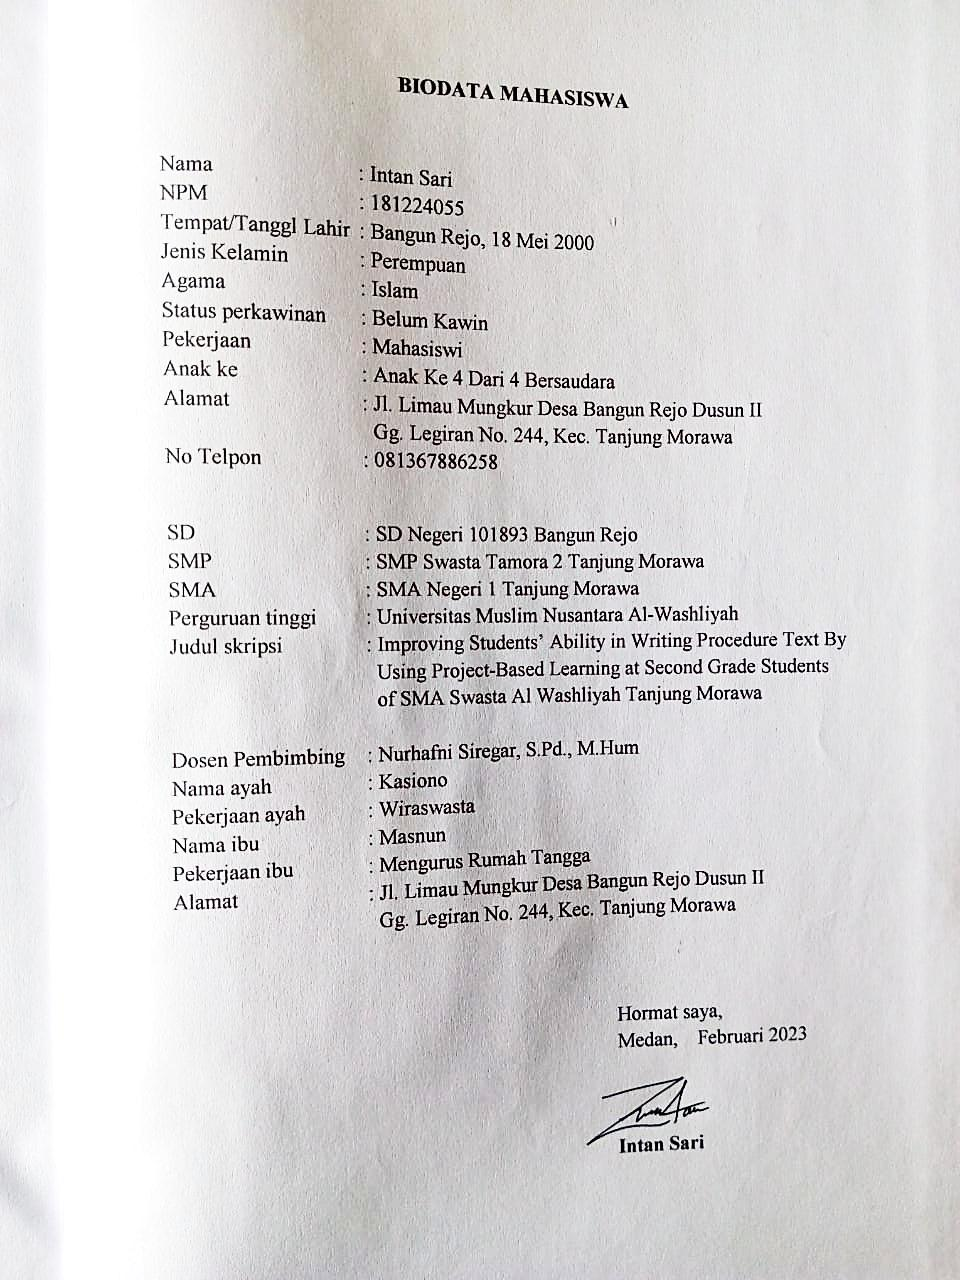 BIODATA MAHASISWA
Nama : Intan Sari
NPM : 181224055
Tempat/Tanggl Lahir : Bangun Rejo, 18 Mei 2000
Jenis Kelamin : Perempuan
Agama : Islam
Status perkawinan : Belum Kawin
Pekerjaan : Mahasiswi
Anak ke : Anak Ke 4 Dari 4 Bersaudara
Alamat : Jl. Limau Mungkur Desa Bangun Rejo Dusun II
Gg. Legiran No. 244, Kec. Tanjung Morawa
No Telpon : 081367886258
SD : SD Negeri 101893 Bangun Rejo
SMP : SMP Swasta Tamora 2 Tanjung Morawa
SMA : SMA Negeri 1 Tanjung Morawa
Perguruan tinggi : Universitas Muslim Nusantara Al-Washliyah
Judul skripsi : Improving Students’ Ability in Writing Procedure Text By
Using Project-Based Learning at Second Grade Students
of SMA Swasta Al Washliyah Tanjung Morawa
Dosen Pembimbing : Nurhafni Siregar, S.Pd., M.Hum
Nama ayah : Kasiono
Pekerjaan ayah : Wiraswasta
Nama ibu : Masnun
Pekerjaan ibu : Mengurus Rumah Tangga
Alamat : Jl. Limau Mungkur Desa Bangun Rejo Dusun II
Gg. Legiran No. 244, Kec. Tanjung Morawa
Hormat saya,
Medan, Februari 2023
Intan Sari